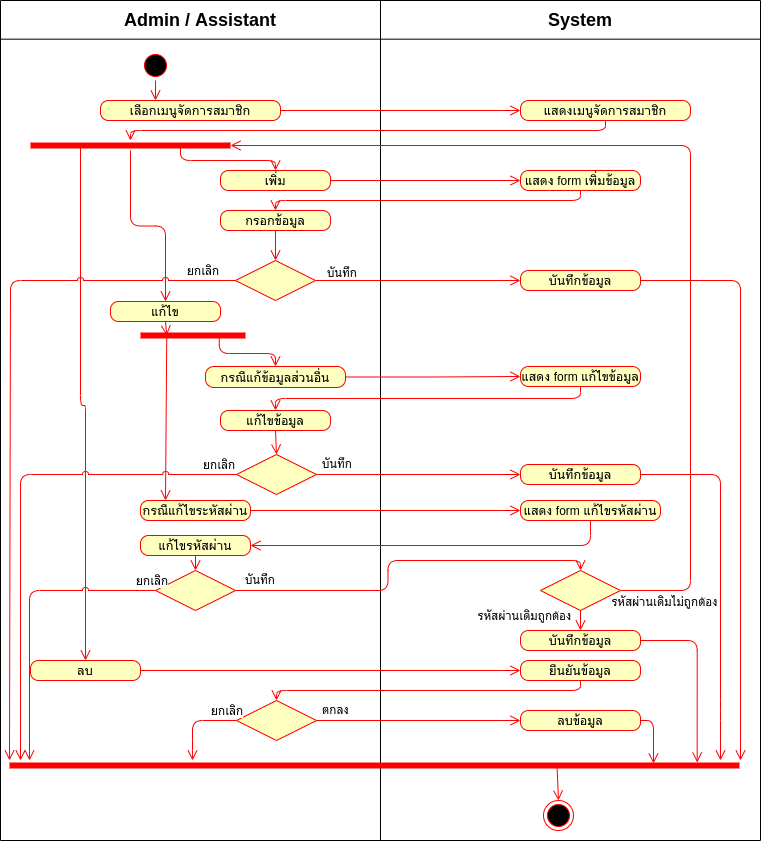 Admin / Assistant
System
เลือกเมนูจัดการสมาชิก
แสดงเมนูจัดการสมาชิก
เพิ่ม
แสดง form เพิ่มข้อมูล
กรอกข้อมูล
ยกเลิก
บันทึก
บันทึกข้อมูล
แก้ไข
กรณีแก้ข้อมูลส่วนอื่น
แสดง form แก้ไขข้อมูล
แก้ไขข้อมูล
ยกเลิก
บันทึก
บันทึกข้อมูล
กรณีแก้ไขระหัสผ่าน
แสดง form แก้ไขรหัสผ่าน
แก้ไขรหัสผ่าน
ยกเลิก
บันทึก
รหัสผ่านเดิมไม่ถูกต้อง
รหัสผ่านเดิมถูกต้อง
บันทึกข้อมูล
ลบ
ยืนยันข้อมูล
ยกเลิก
ตกลง
ลบข้อมูล